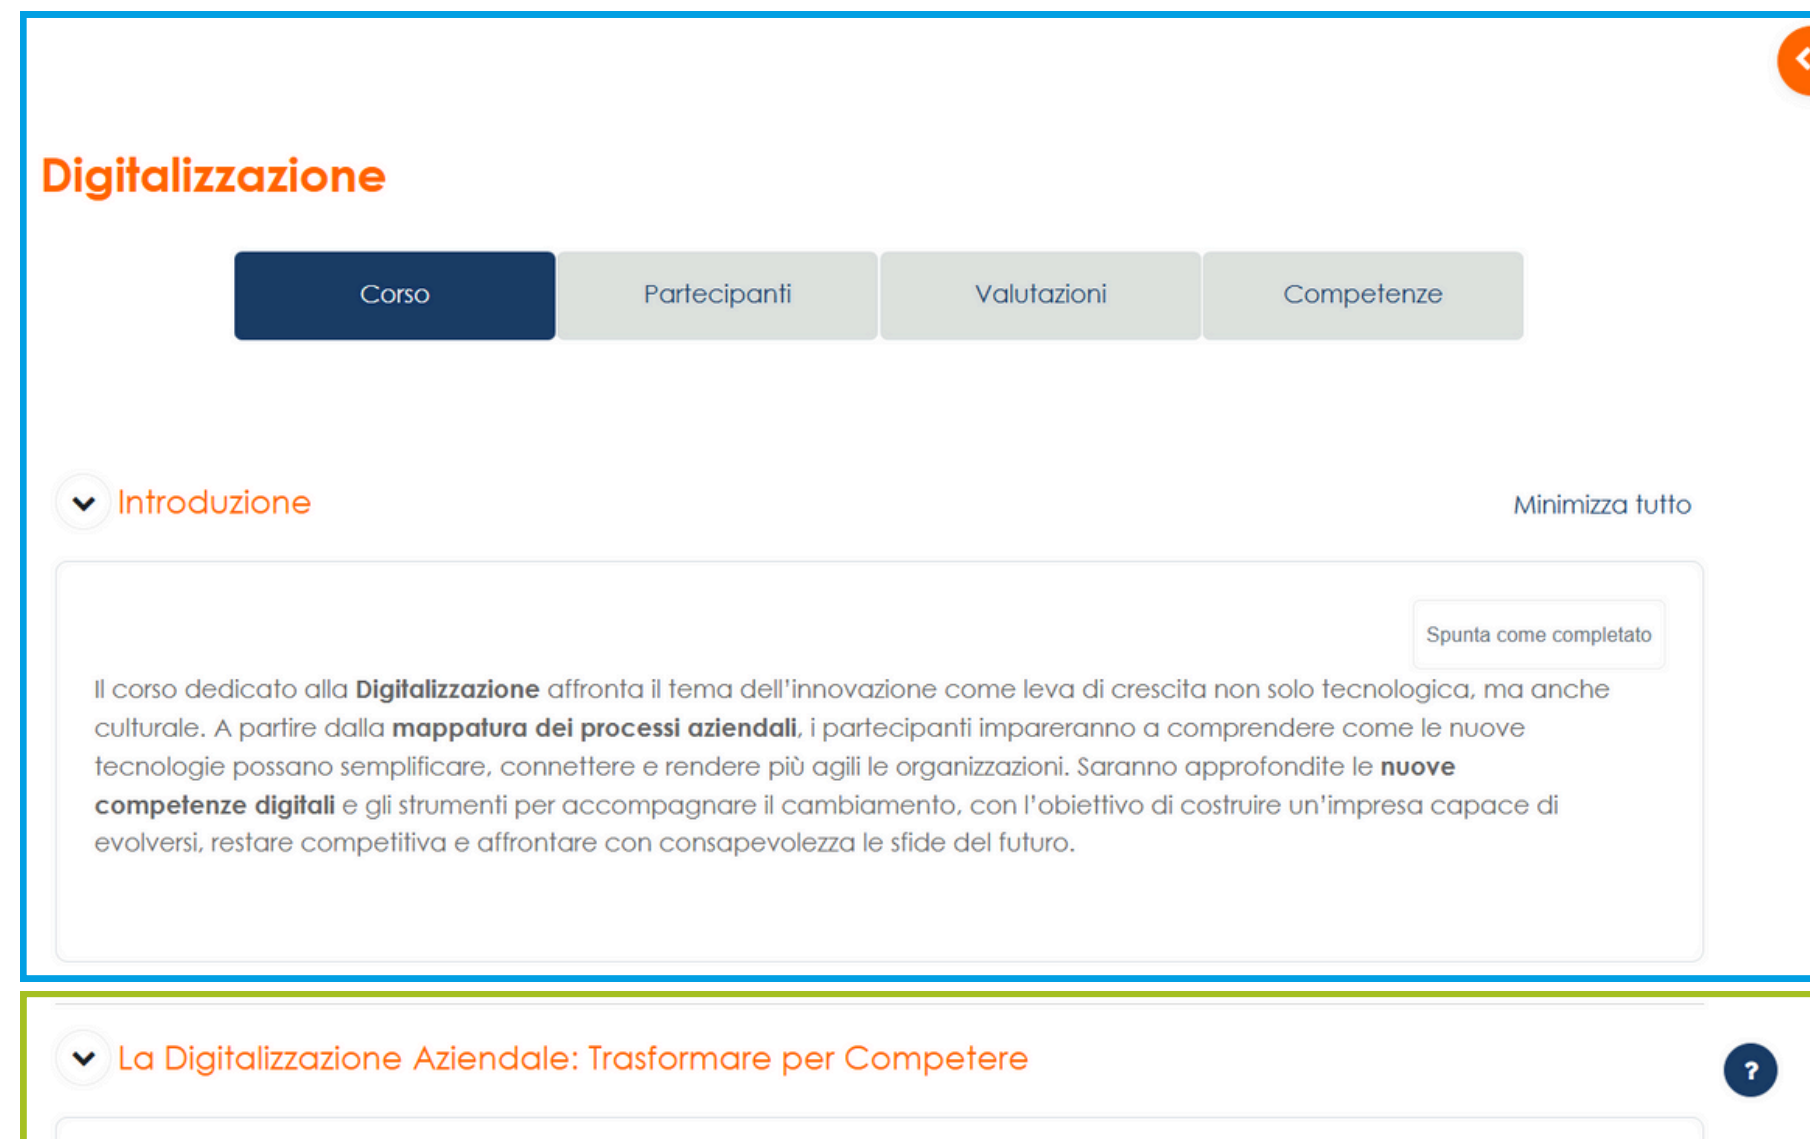 Digitalizzazione
Corso
Partecipanti
Valutazioni
Competenze
Introduzione
Minimizza tutto
Spunta come completato
Il corso dedicato alla Digitalizzazione affronta il tema dell'innovazione come leva di crescita non solo tecnologica, ma anche
culturale. A partire dalla mappatura dei processi aziendali, i partecipanti impareranno a comprendere come le nuove
tecnologie possano semplificare, connettere e rendere più agili le organizzazioni. Saranno approfondite le nuove
competenze digitali e gli strumenti per accompagnare il cambiamento, con l'obiettivo di costruire un'impresa capace di
evolversi, restare competitiva e affrontare con consapevolezza le sfide del futuro.
La Digitalizzazione Aziendale: Trasformare per Competere
?